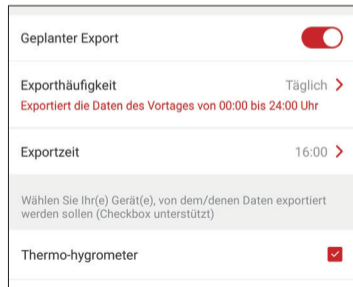 Geplanter Export
Exporthäufigkeit
Täglich
Exportiert die Daten des Vortages von 00:00 bis 24:00 Uhr
Exportzeit
16:00
Wählen Sie Ihr(e) Gerät(e), von dem/denen Daten exportiert
werden sollen (Checkbox unterstützt)
Thermo-hygrometer